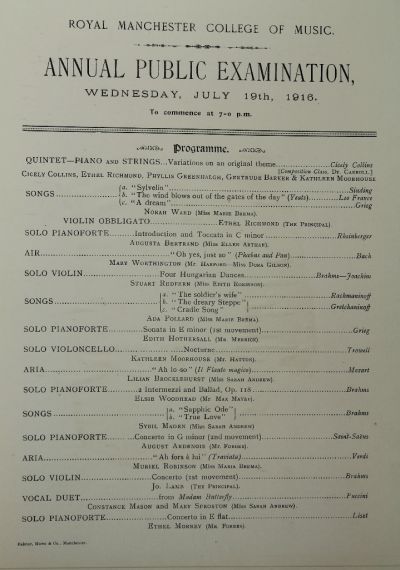 ROYAL MANCHESTER COLLEGE OF MUSIC.
ANNUAL PUBLIC EXAMINATION,
WEDNESDAY, JULY 19th, 1916.
To commence at 7-0 p.m.
Programme.
QUINTET—PIANO AND STRINGS...Variations on an original theme...Cicely Collins
[Composition Class, DR. CARROLL.]
CICELY COLLINS, ETHEL RICHMOND, PHYLLIS GREENHALGH, GERTRUDE BARKER & KATHLEEN MOORHOUSE
SONGS
a. "Sylvelin"...Sinding
b. "The wind blows out of the gates of the day" (Yeats)...Leo France
c. "A dream"...Grieg
NORAH WARD (MISS MARIE BREMA).
VIOLIN OBBLIGATO...ETHEL RICHMOND (THE PRINCIPAL).
SOLO PIANOFORTE...Introduction and Toccata in C minor...Rheinberger
AUGUSTA BERTRAND (MISS ELLEN ARTHAN).
AIR..."Oh yes, just so" (Phœbus and Pan)...Bach
MARY WORTHINGTON (MR. HARFORD—MISS DORA GILSON).
SOLO VIOLIN...Four Hungarian Dances...Brahms—Joachim
STUART REDFERN (MISS EDITH ROBINSON).
SONGS
a. "The soldier's wife"...Rachmaninoff
b. "The dreary Steppe"
c. "Cradle Song"...Gretchaninoff
ADA POLLARD (MISS MARIE BREMA)
SOLO PIANOFORTE...Sonata in E minor (1st movement)...Grieg
EDITH HOTHERSALL (MR. MERRICK)
SOLO VIOLONCELLO...Nocturne...Trowell
KATHLEEN MOORHOUSE (MR. HATTON).
ARIA..."Ah lo so" (Il Flauto magico)...Mozart
LILIAN BROCKLEHURST (MISS SARAH ANDREW).
SOLO PIANOFORTE...2 Intermezzi and Ballad, Op. 118...Brahms
ELSIE WOODHEAD (MR. MAX MAYER).
SONGS
a. "Sapphic Ode"
b. "True Love"...Brahms
SYBIL MADEN (MISS SARAH ANDREW)
SOLO PIANOFORTE...Concerto in G minor (2nd movement)...Saint-Saëns
AUGUST (MR. FORBES).
ARIA..."Ah fors è lui" (Traviata)...Verdi
MURIEL ROBINSON (MISS MARIE BREMA).
SOLO VIOLIN...Concerto (1st movement)...Brahms
JO. LAMB (THE PRINCIPAL).
VOCAL DUET...from Madam Butterfly...Puccini
CONSTANCE MASON and MARY SPROSTON (MISS SARAH ANDREW).
SOLO PIANOFORTE...Concerto in E flat...Liszt
ETHEL (MR. FORBES).
Palmer, Howe & Co., Manchester.